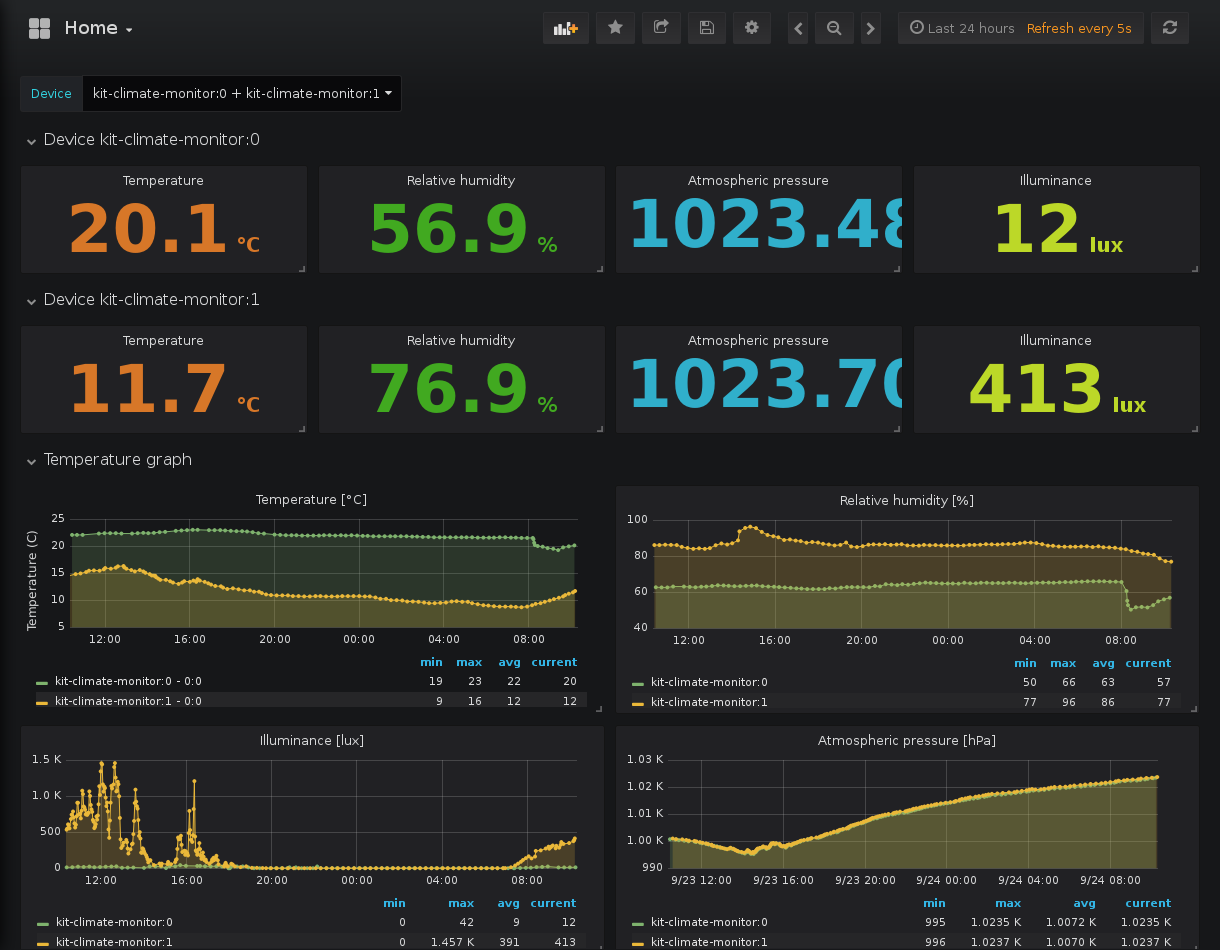 Home
Last 24 hours Refresh every 5s
Device kit-climate-monitor:0 + kit-climate-monitor:1
Device kit-climate-monitor:0
Temperature Relative humidity Atmospheric pressure Illuminance
20.1 °C 56.9 % 1023.48 12 lux
Device kit-climate-monitor:1
Temperature Relative humidity Atmospheric pressure Illuminance
11.7 °C 76.9 % 1023.70 413 lux
Temperature graph
Temperature [°C]
Temperature (C)
25
20
15
10
5
12:00 16:00 20:00 00:00 04:00 08:00
min max avg current
kit-climate-monitor:0 - 0:0 19 23 22 20
kit-climate-monitor:1 - 0:0 9 16 12 12
Relative humidity [%]
100
80
60
40
12:00 16:00 20:00 00:00 04:00 08:00
min max avg current
kit-climate-monitor:0 50 66 63 57
kit-climate-monitor:1 77 96 86 77
Illuminance [lux]
1.5 K
1.0 K
500
0
12:00 16:00 20:00 00:00 04:00 08:00
min max avg current
kit-climate-monitor:0 0 42 9 12
kit-climate-monitor:1 0 1.457 K 391 413
Atmospheric pressure [hPa]
1.03 K
1.02 K
1.01 K
1.00 K
990
9/23 12:00 9/23 16:00 9/23 20:00 9/24 00:00 9/24 04:00 9/24 08:00
min max avg current
kit-climate-monitor:0 995 1.0235 K 1.0072 K 1.0235 K
kit-climate-monitor:1 996 1.0237 K 1.0070 K 1.0237 K